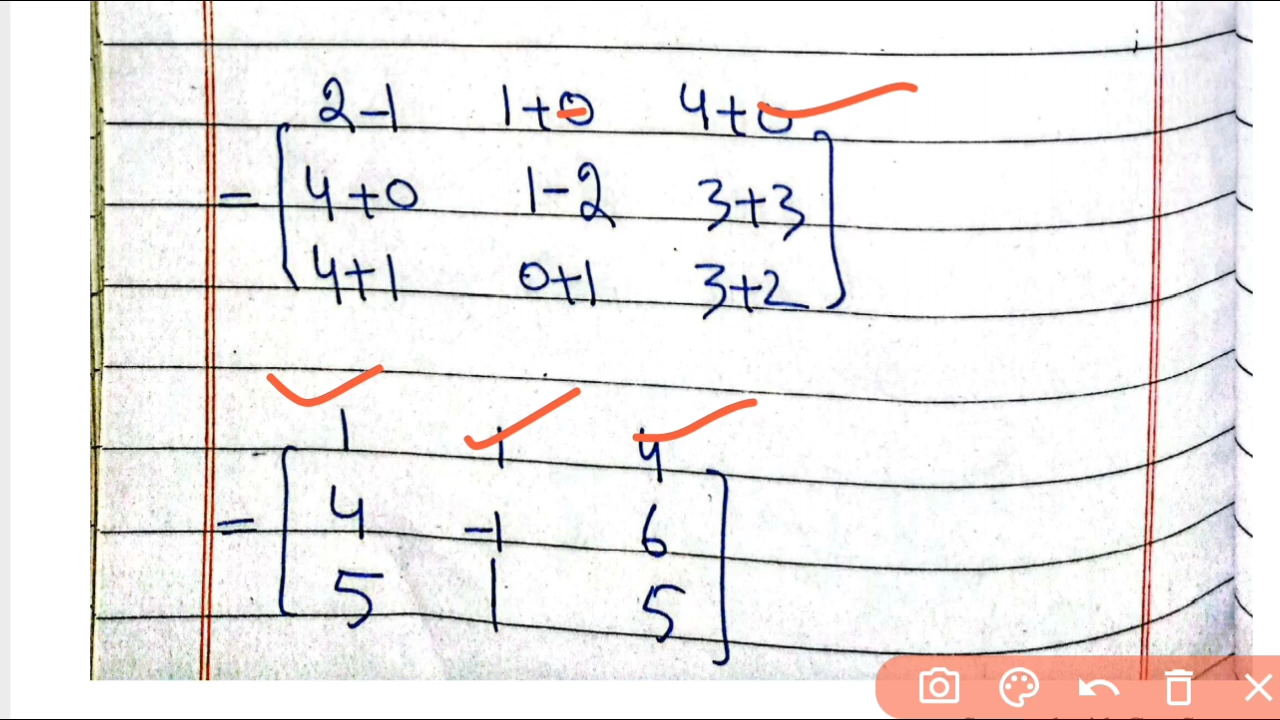 2-1 1+0 4+0
= [ 4+0 1-2 3+3 ]
4+1 0+1 3+2
1 1 4
= [ 4 -1 6 ]
5 1 5